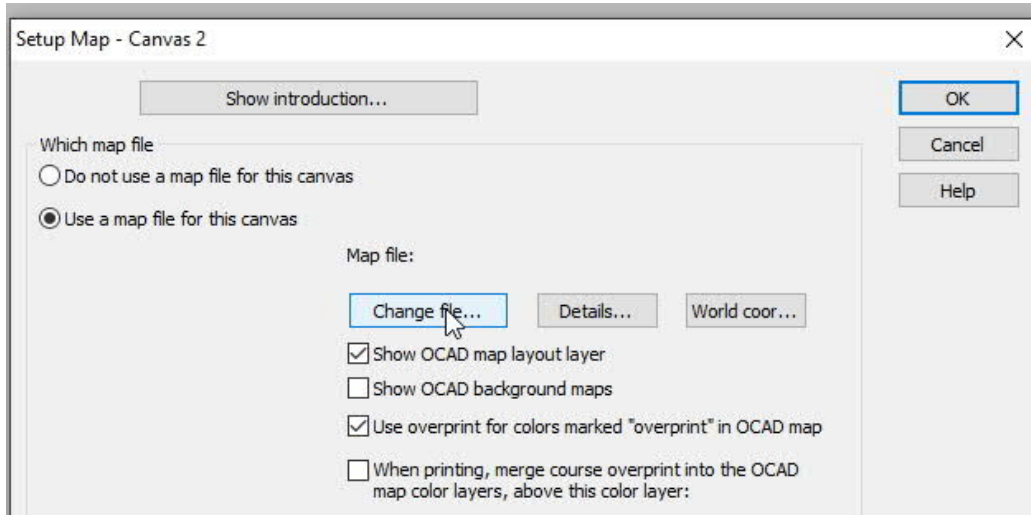 Setup Map - Canvas 2
Show introduction...
OK
Which map file
Cancel
Do not use a map file for this canvas
Help
Use a map file for this canvas
Map file:
Change file...
Details...
World coor...
Show OCAD map layout layer
Show OCAD background maps
Use overprint for colors marked "overprint" in OCAD map
When printing, merge course overprint into the OCAD
map color layers, above this color layer: